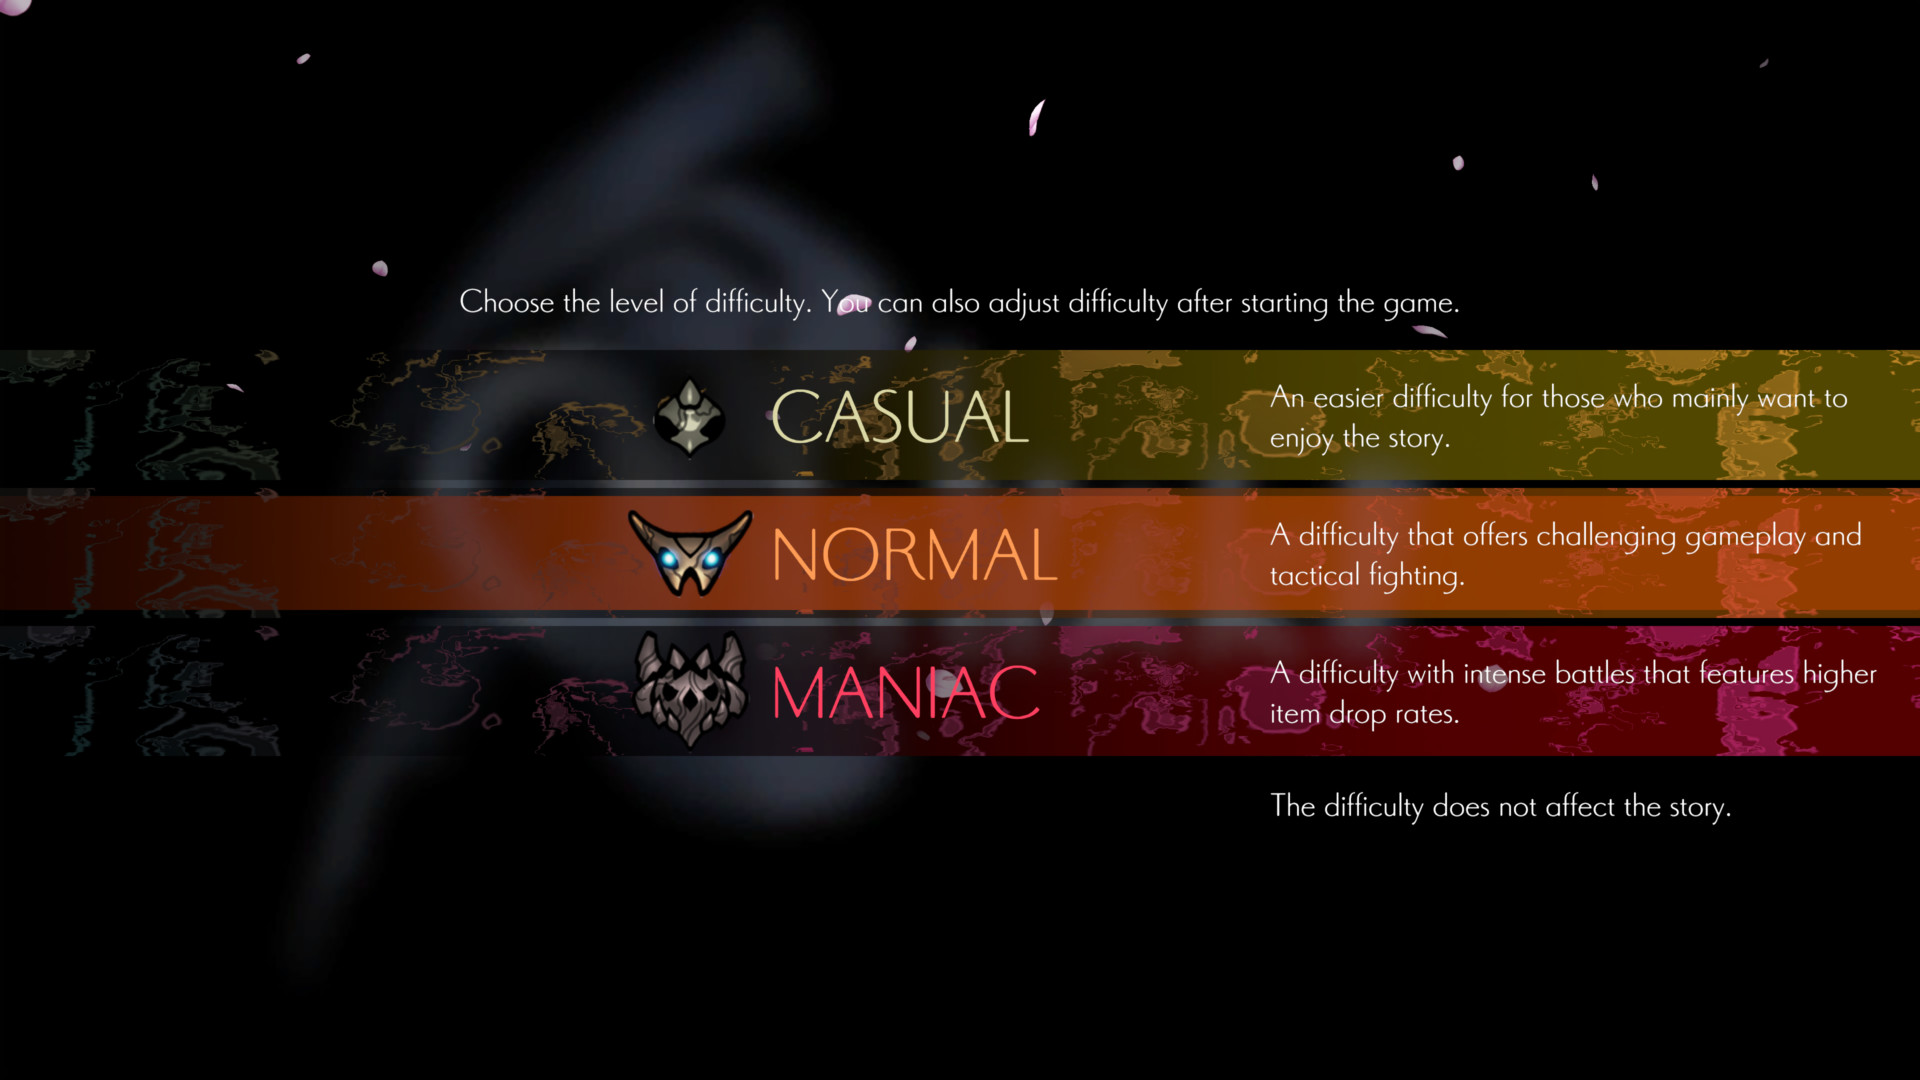 Choose the level of difficulty. You can also adjust difficulty after starting the game.
CASUAL
An easier difficulty for those who mainly want to
enjoy the story.
NORMAL
A difficulty that offers challenging gameplay and
tactical fighting.
MANIAC
A difficulty with intense battles that features higher
item drop rates.
The difficulty does not affect the story.